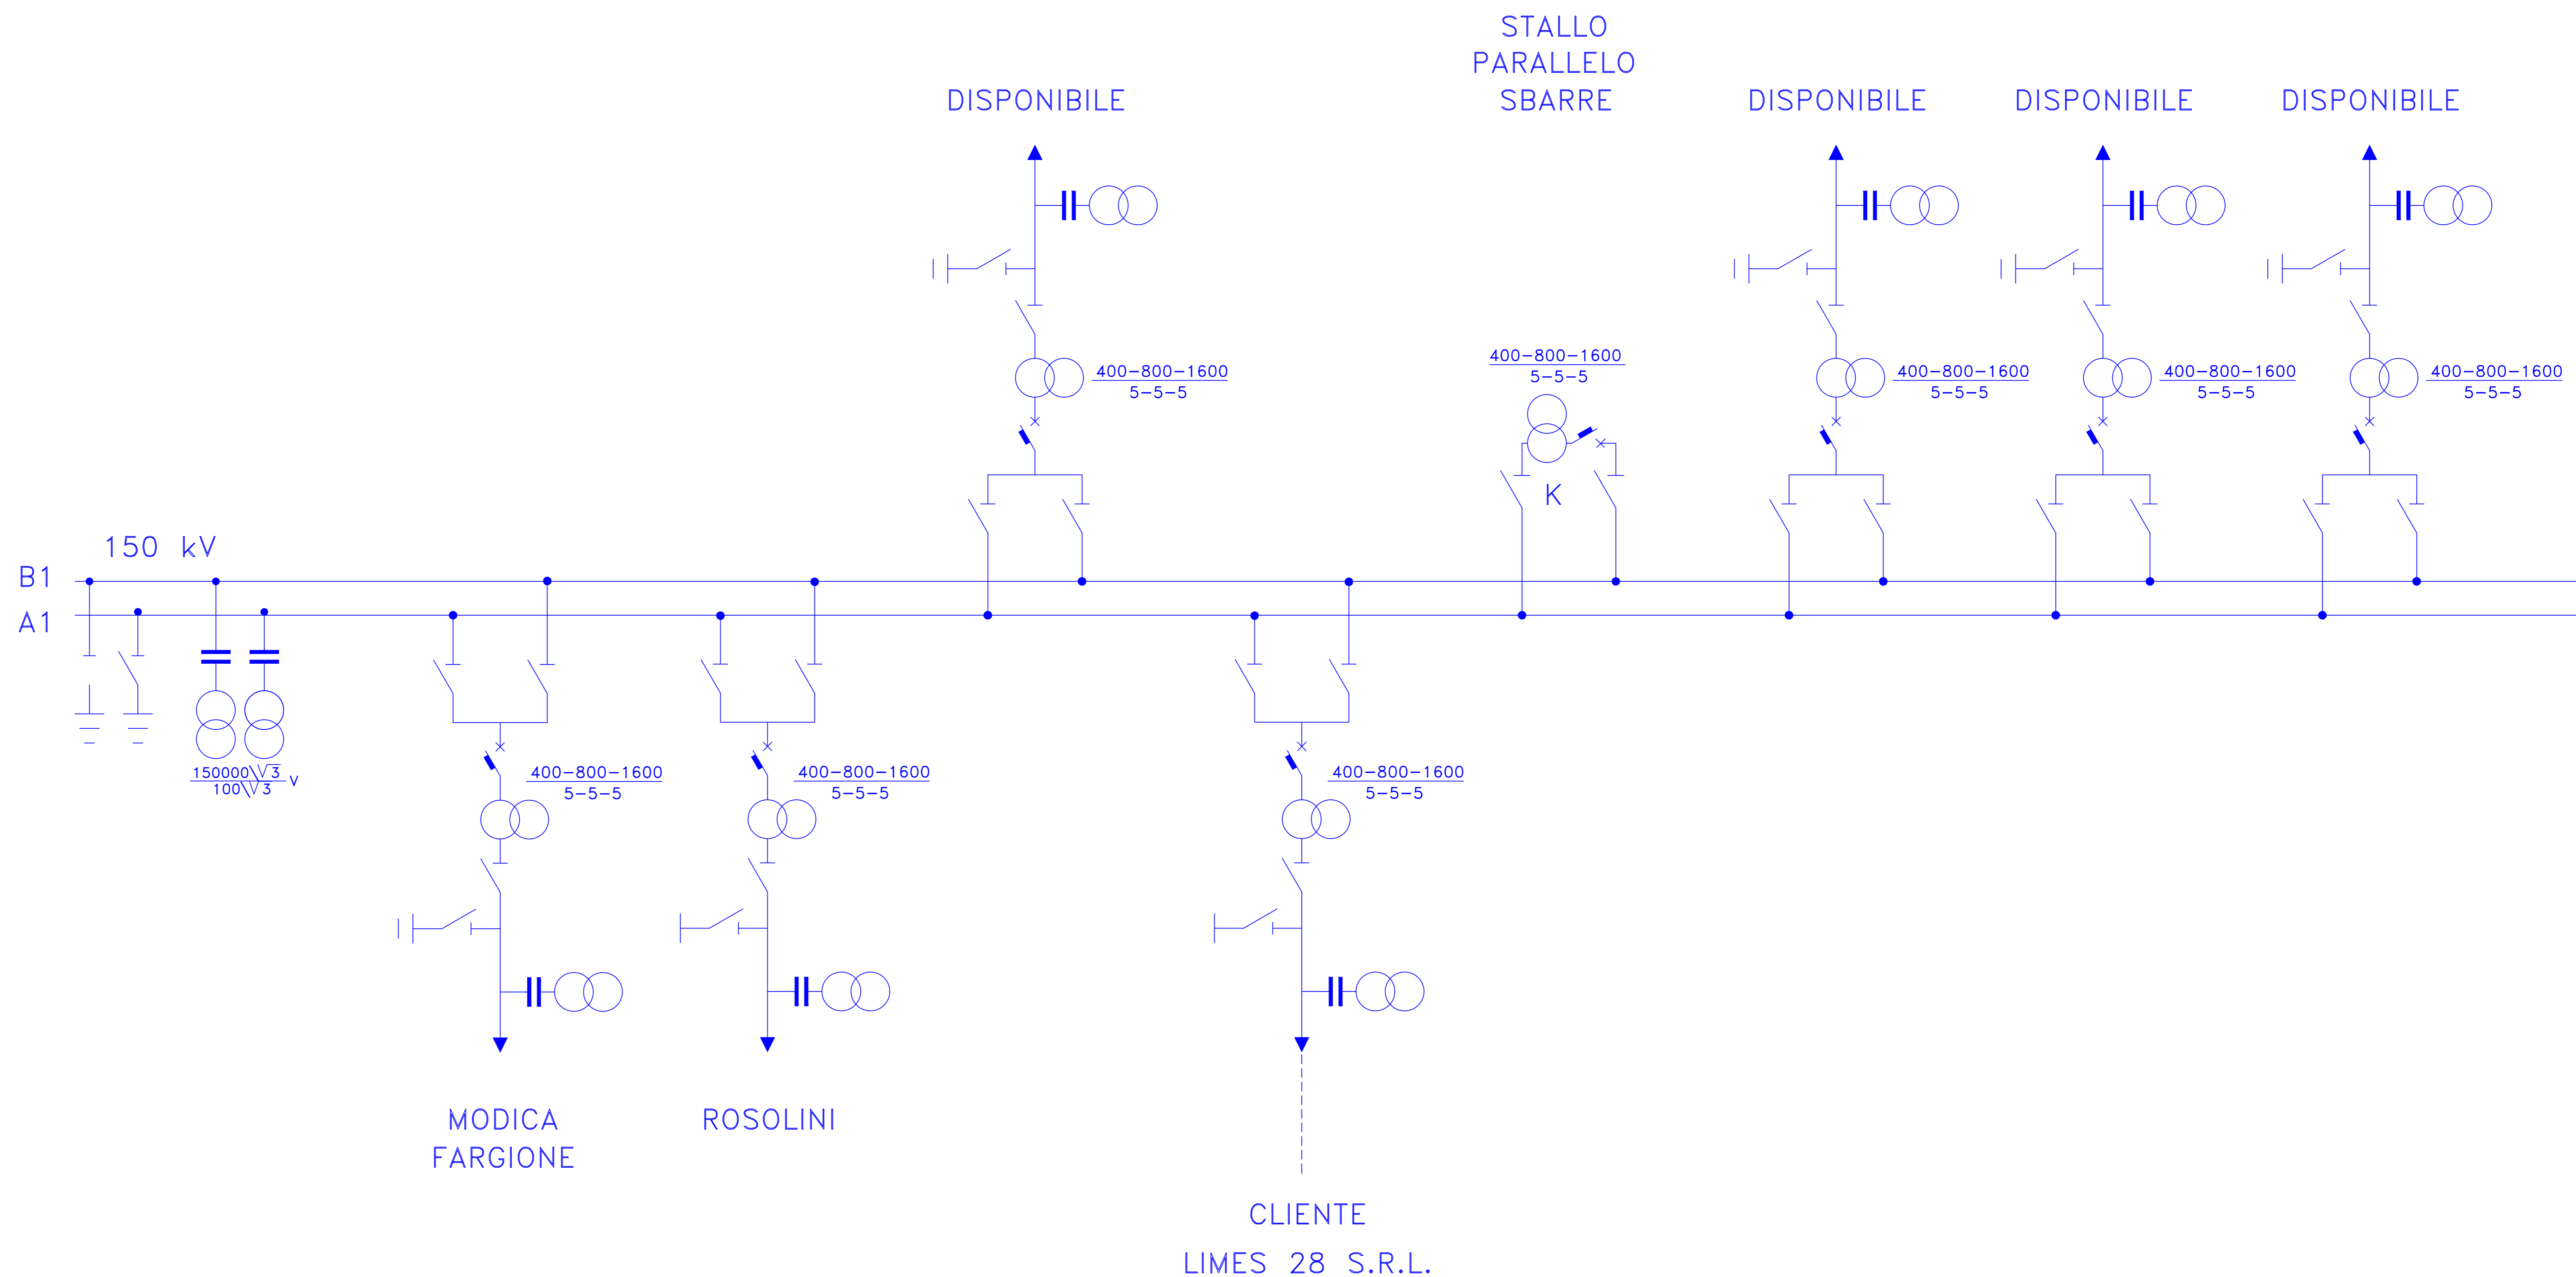 STALLO
PARALLELO
SBARRE
DISPONIBILE
DISPONIBILE
DISPONIBILE
DISPONIBILE
400-800-1600
5-5-5
400-800-1600
5-5-5
400-800-1600
5-5-5
400-800-1600
5-5-5
400-800-1600
5-5-5
K
150 kV
B1
A1
150000\√3
100\√3
V
400-800-1600
5-5-5
400-800-1600
5-5-5
400-800-1600
5-5-5
MODICA
FARGIONE
ROSOLINI
CLIENTE
LIMES 28 S.R.L.